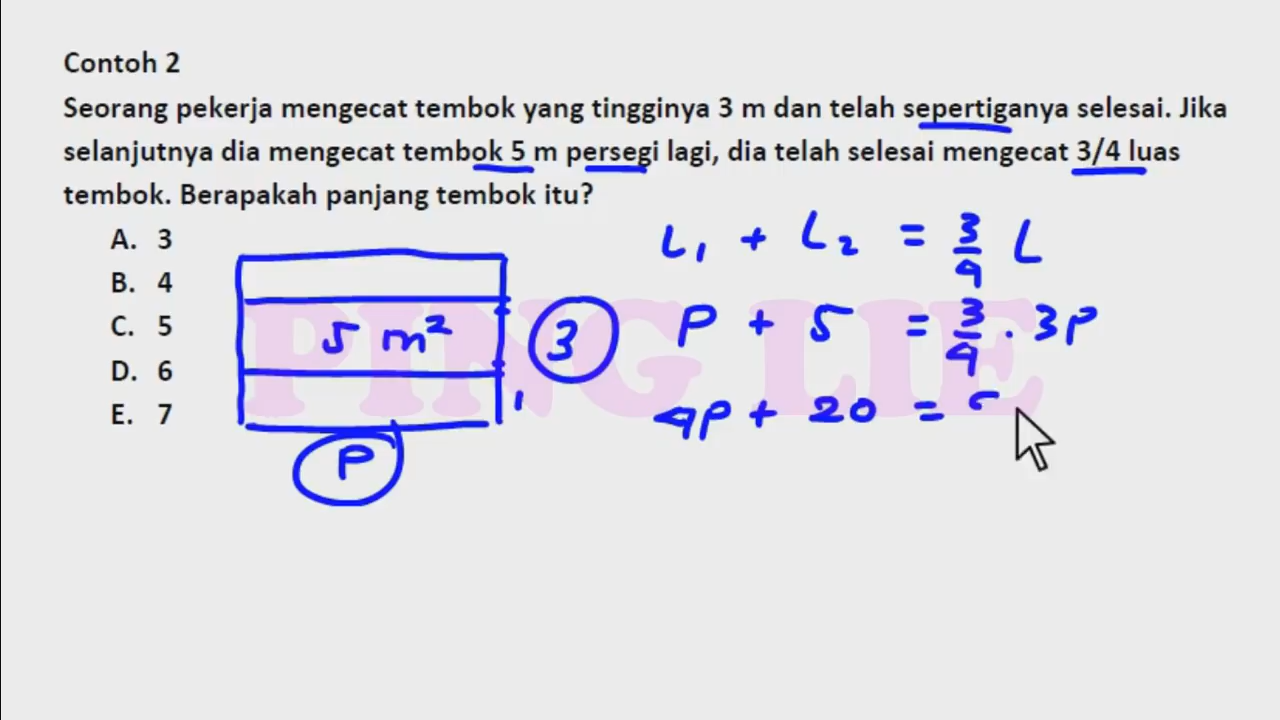 Contoh 2
Seorang pekerja mengecat tembok yang tingginya 3 m dan telah sepertiganya selesai. Jika
selanjutnya dia mengecat tembok 5 m persegi lagi, dia telah selesai mengecat 3/4 luas
tembok. Berapakah panjang tembok itu?
A. 3
B. 4
C. 5
D. 6
E. 7
5 m²
3
1
P
L₁ + L₂ = 3/4 L
P + 5 = 3/4 . 3P
4P + 20 =
PING LIE